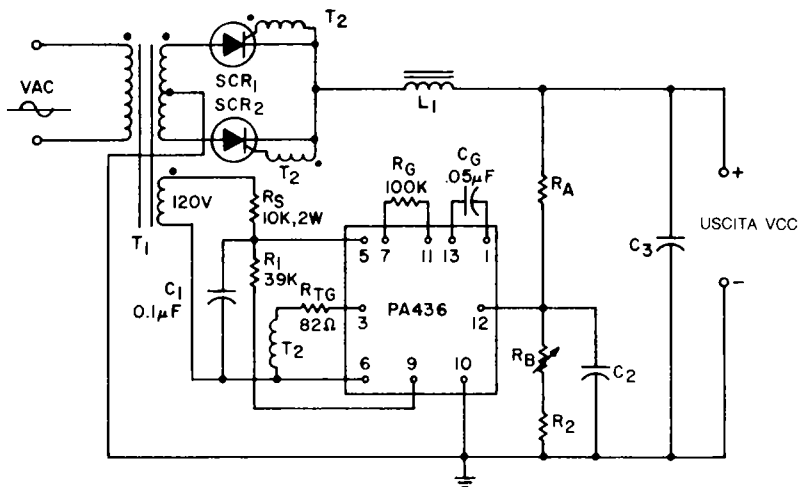 T2
VAC
SCR1
SCR2
L1
T2
T1
120V
RS
10K, 2W
RG
100K
CG
.05μF
RA
+
USCITA VCC
-
C3
5
7
11
13
1
R1
39K
C1
0.1μF
RTG
82Ω
3
PA436
12
T2
RB
C2
6
9
10
R2